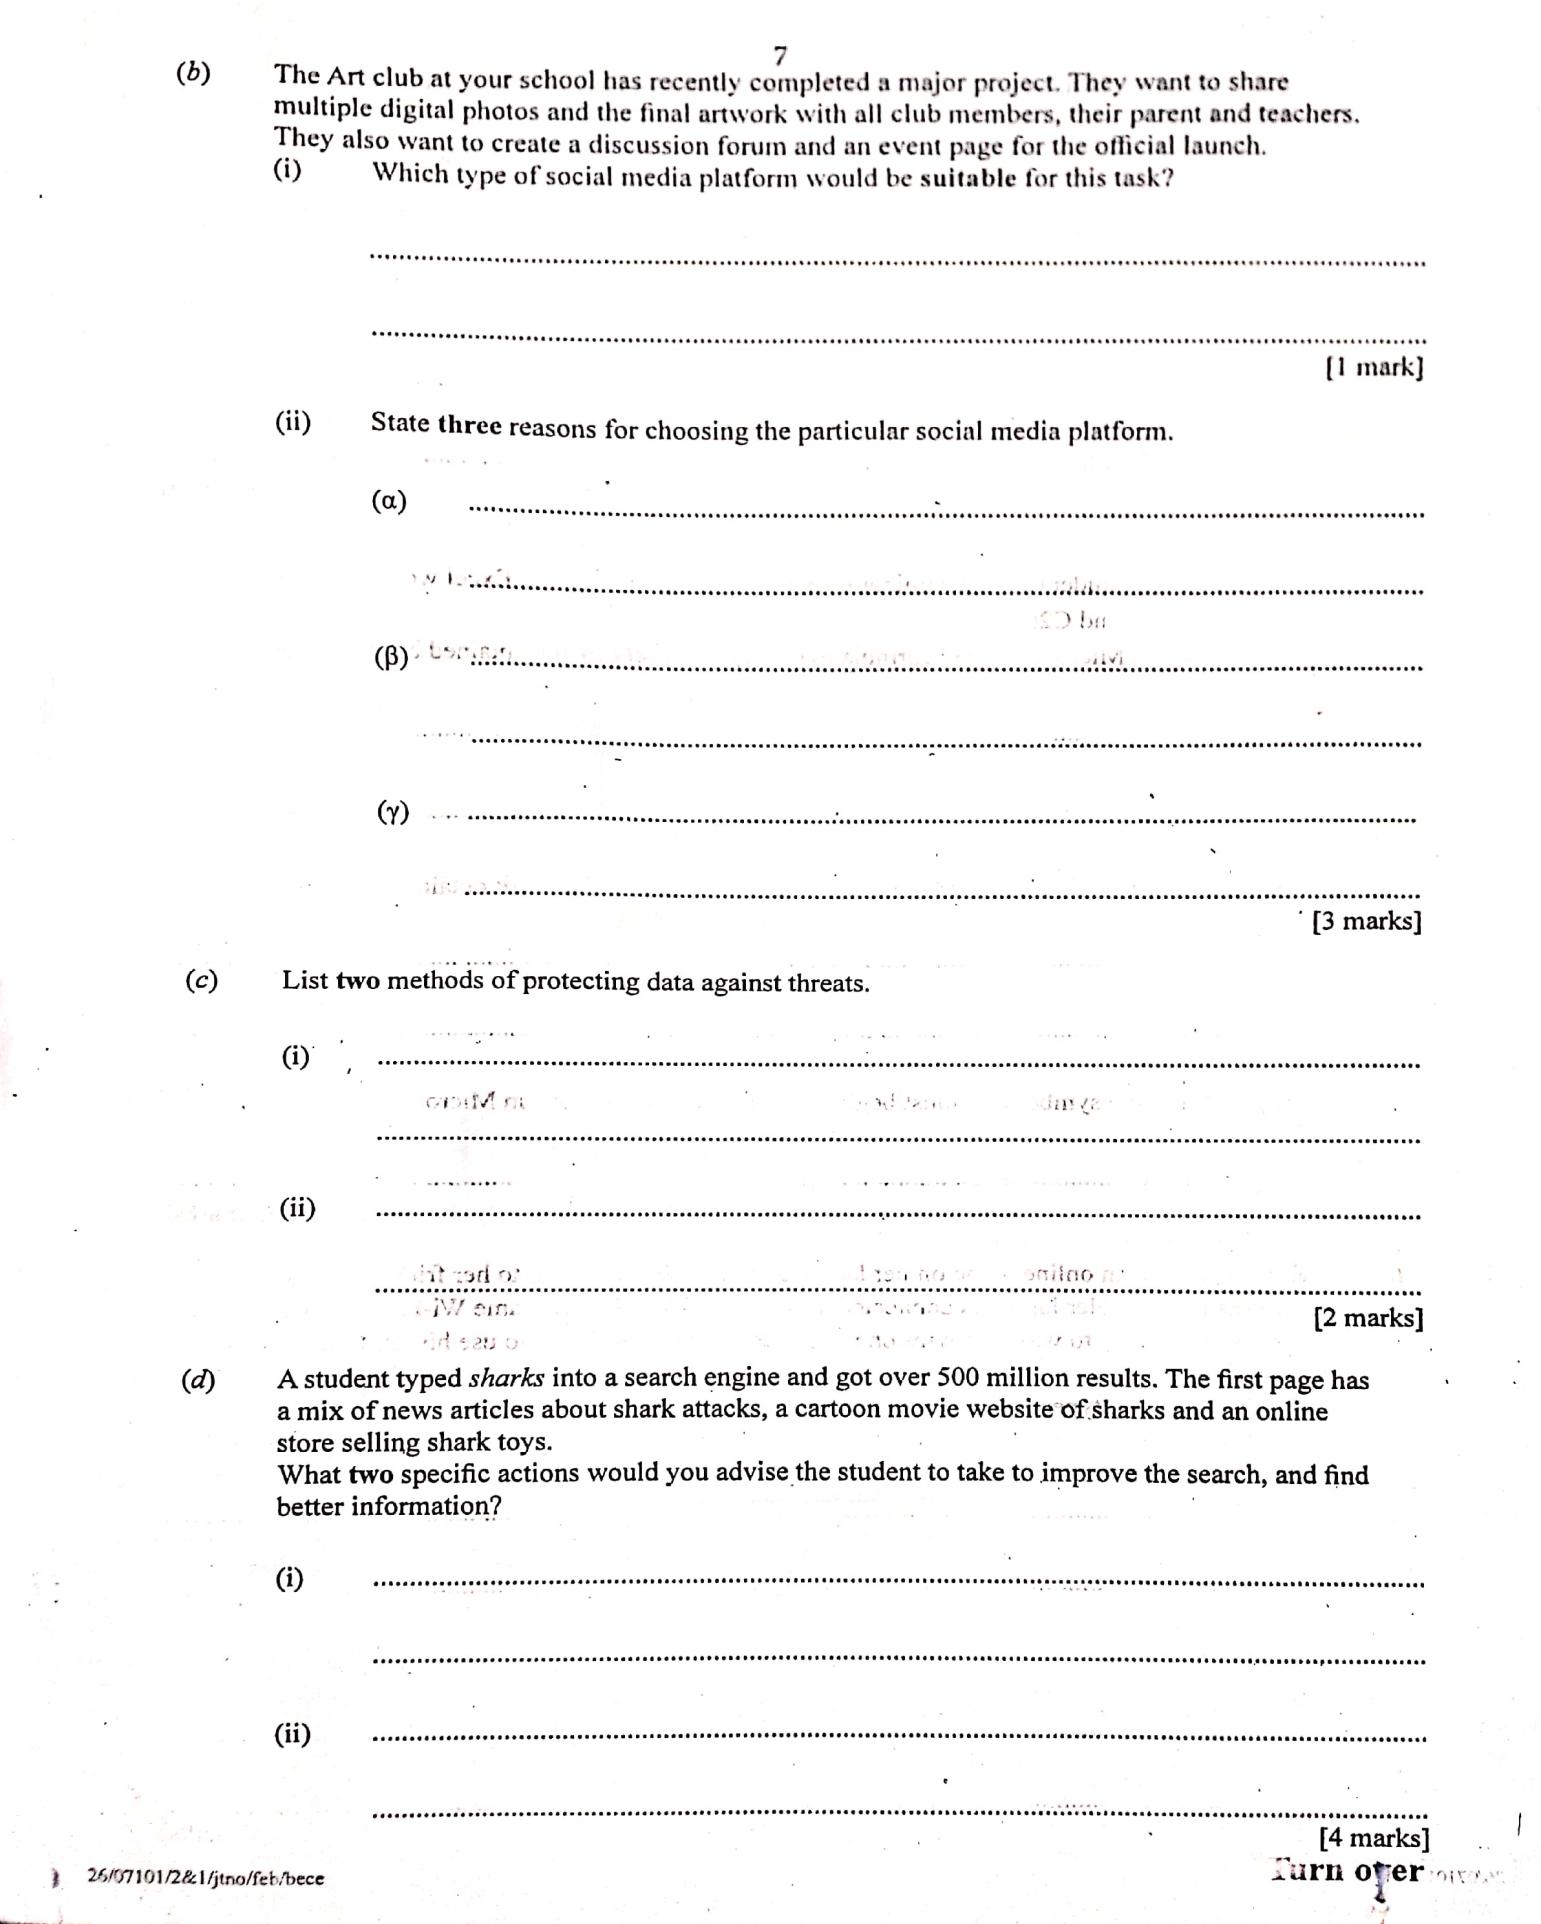 7
(b) The Art club at your school has recently completed a major project. They want to share
multiple digital photos and the final artwork with all club members, their parent and teachers.
They also want to create a discussion forum and an event page for the official launch.
(i) Which type of social media platform would be suitable for this task?
[1 mark]
(ii) State three reasons for choosing the particular social media platform.
(α)
(β)
(γ)
[3 marks]
(c) List two methods of protecting data against threats.
(i)
(ii)
[2 marks]
(d) A student typed sharks into a search engine and got over 500 million results. The first page has
a mix of news articles about shark attacks, a cartoon movie website of sharks and an online
store selling shark toys.
What two specific actions would you advise the student to take to improve the search, and find
better information?
(i)
(ii)
[4 marks]
26/07101/2&1/jtno/feb/bece
Turn over